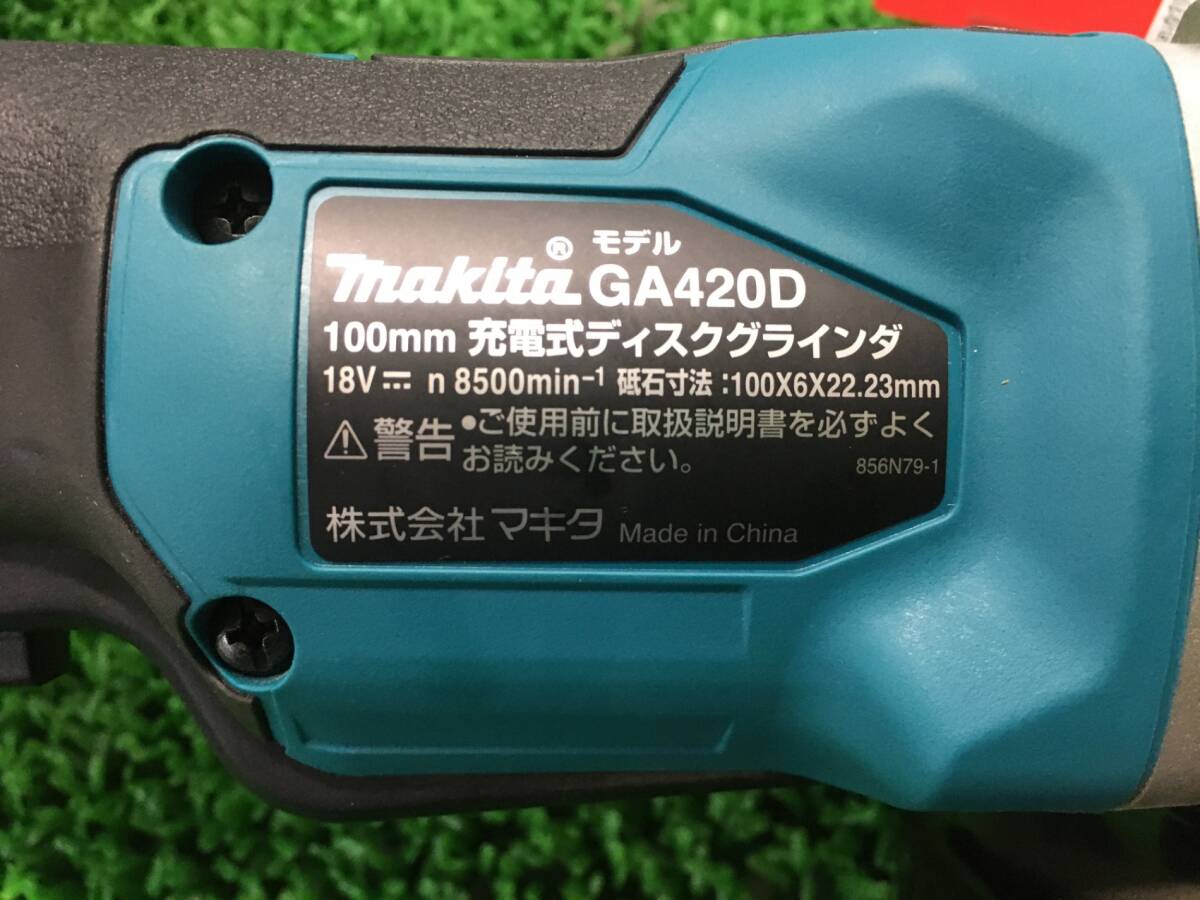 モデル
makita® GA420D
100mm 充電式ディスクグラインダ
18V⎓ n 8500min⁻¹ 砥石寸法:100X6X22.23mm
⚠警告 •ご使用前に取扱説明書を必ずよく
お読みください。 856N79-1
株式会社マキタ Made in China